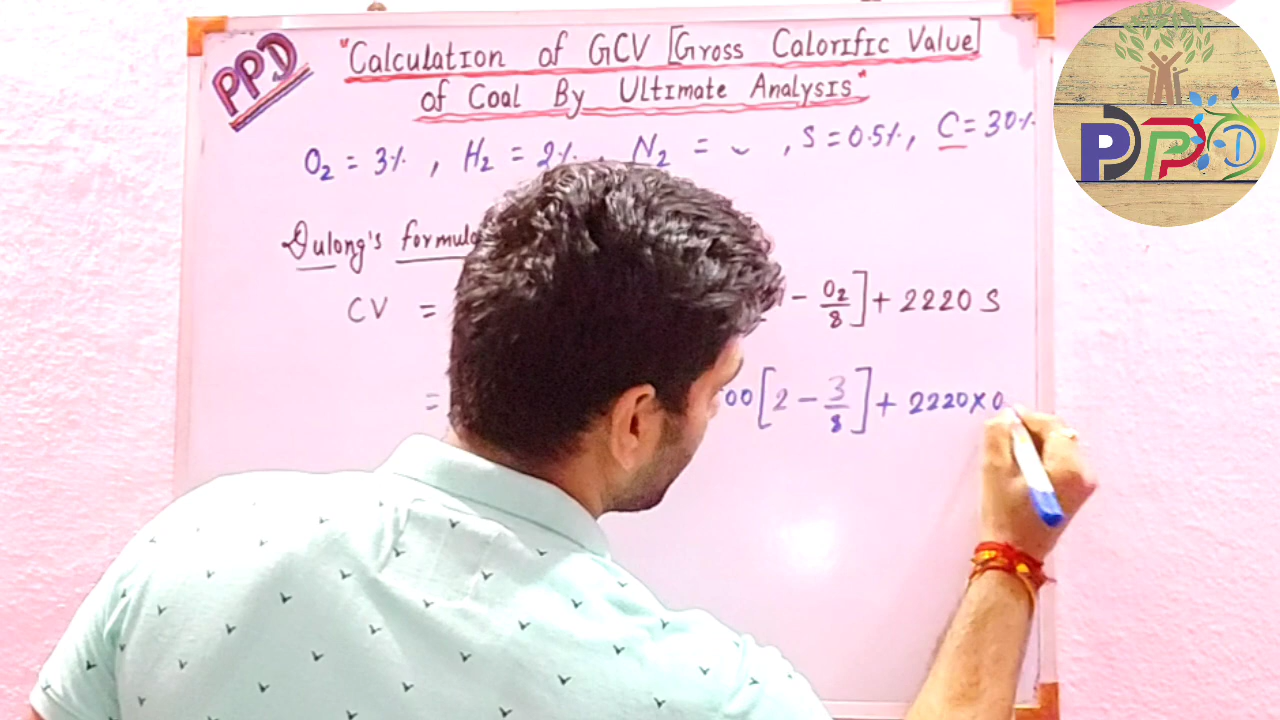 PPD
"Calculation of GCV [Gross Calorific Value]
of Coal By Ultimate Analysis"
O₂ = 3% , H₂ = 2% , N₂ = , S = 0.5% , C = 30%
Dulong's formula
CV = − O₂/8] + 2220 S
= 00[2 − 3/8] + 2220×0
PPD